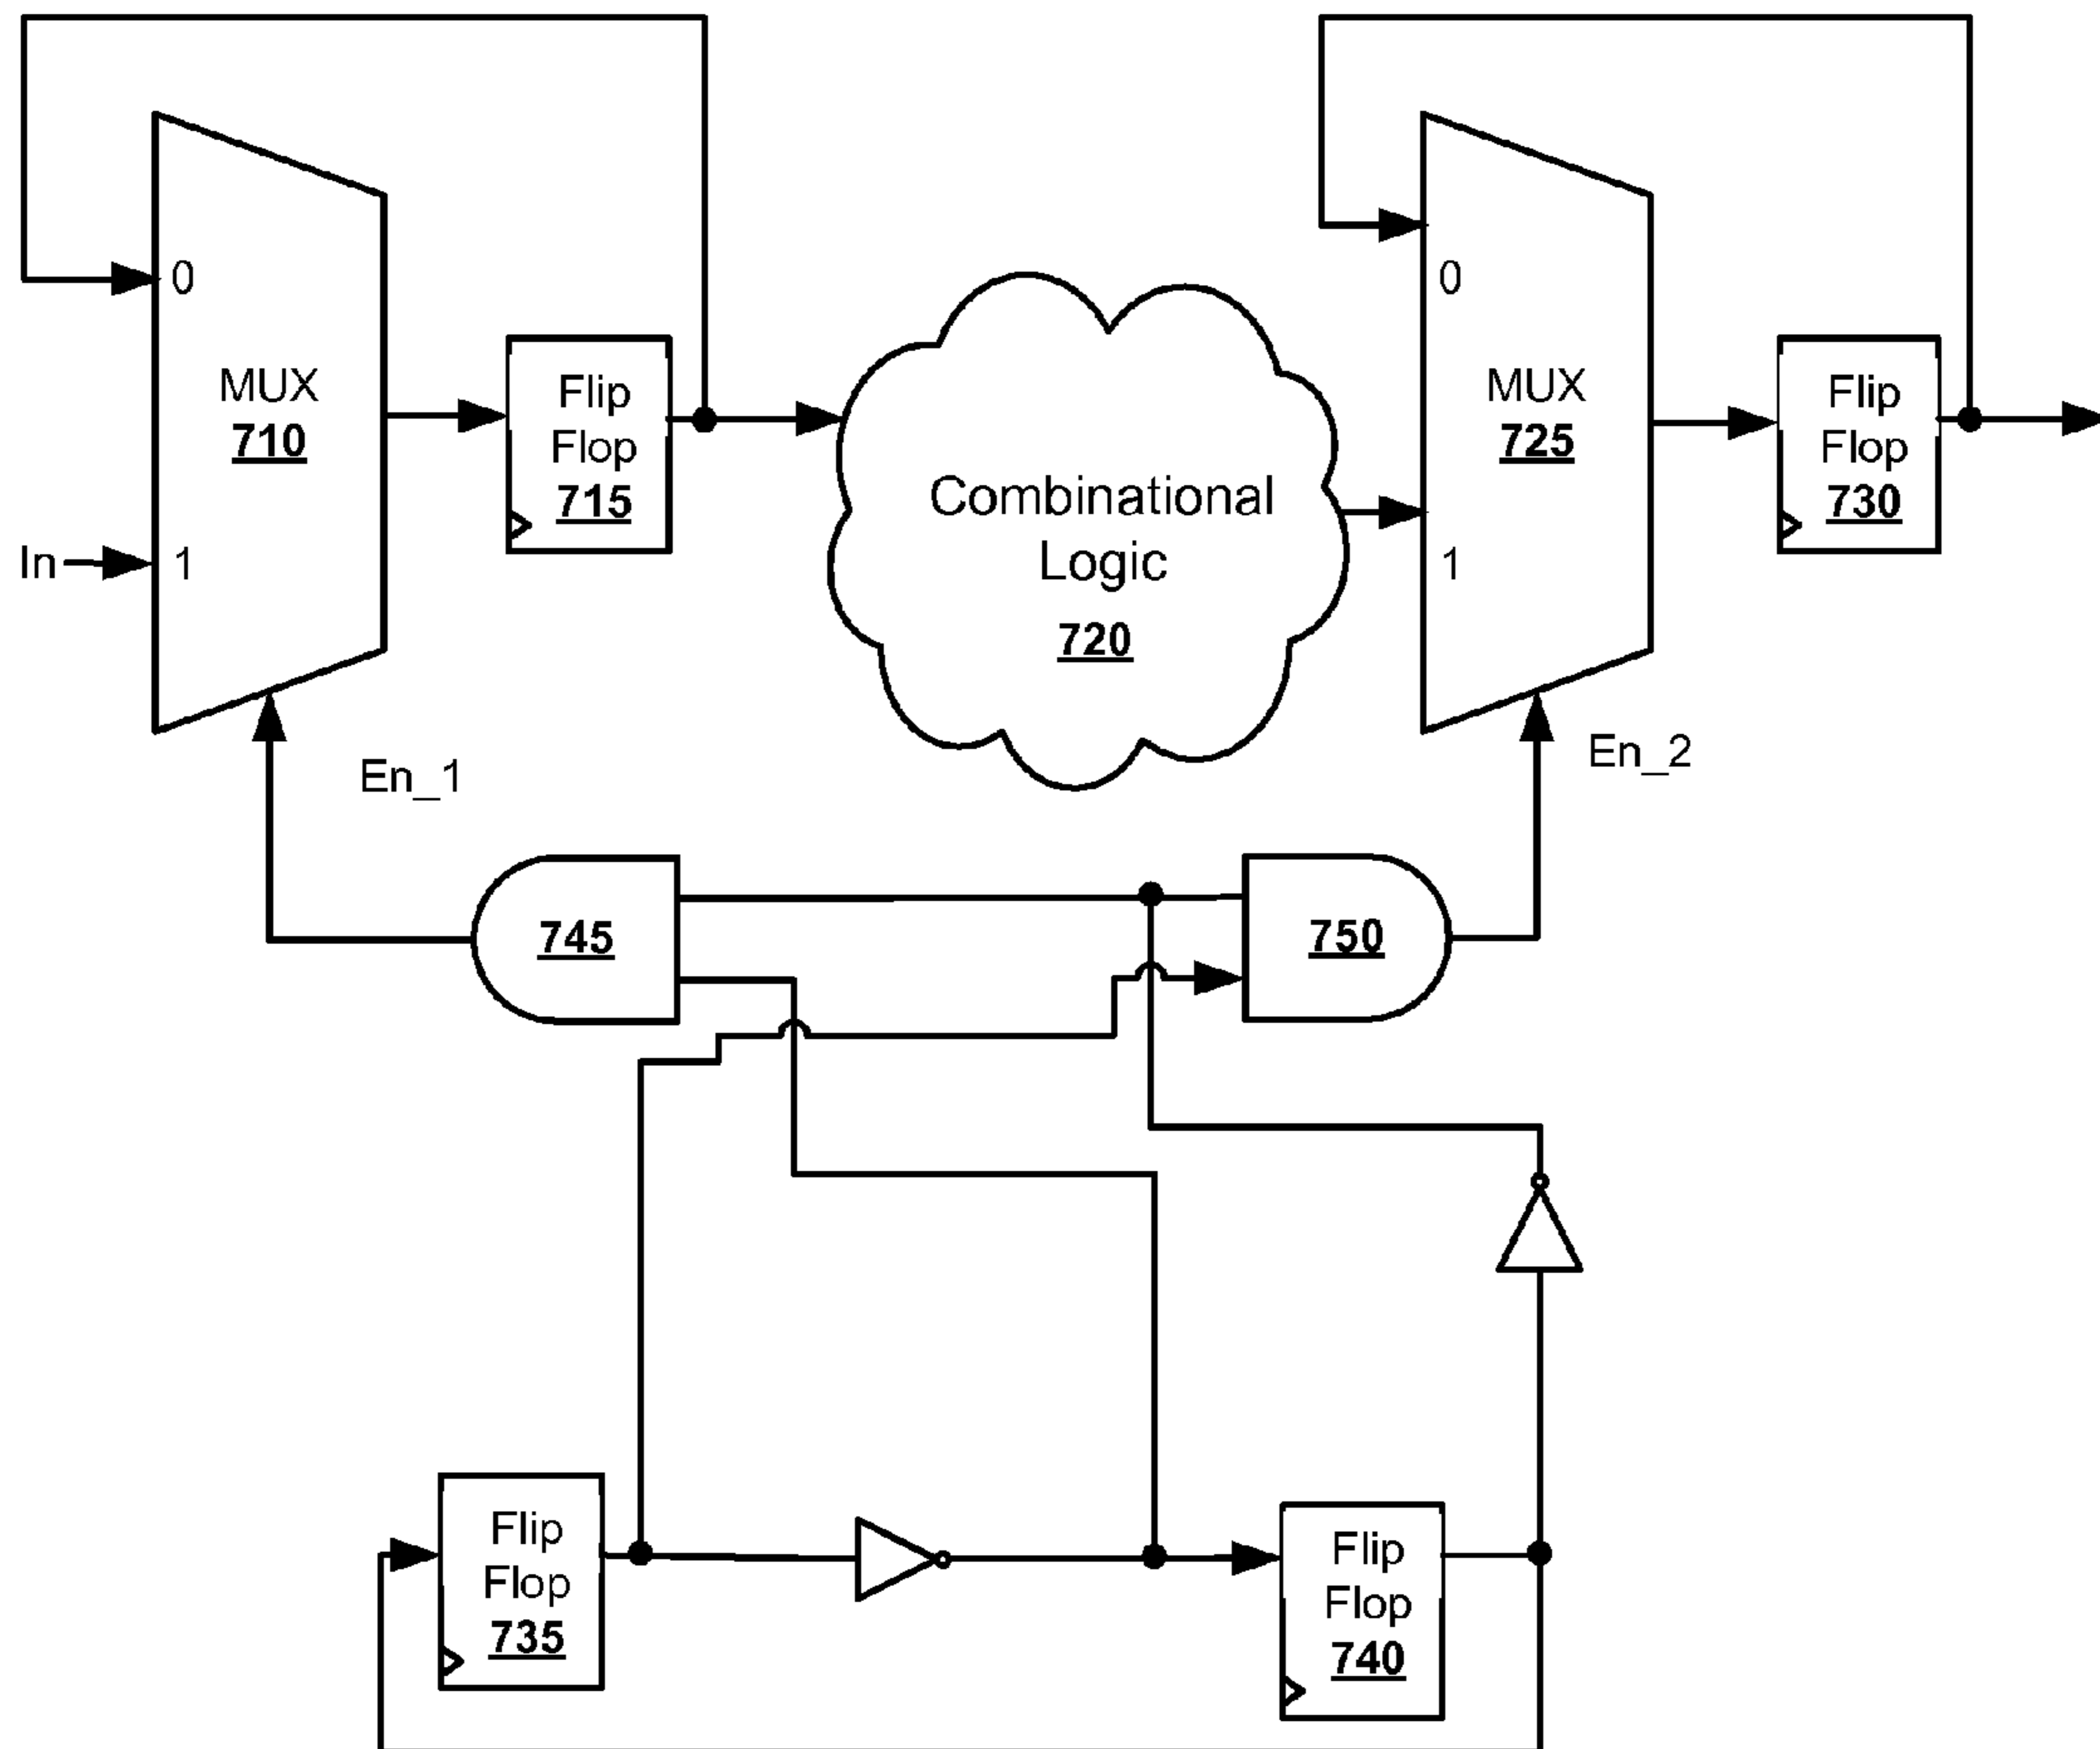 0
MUX
710
In
1
Flip
Flop
715
Combinational
Logic
720
0
MUX
725
1
Flip
Flop
730
En_1
En_2
745
750
Flip
Flop
735
Flip
Flop
740